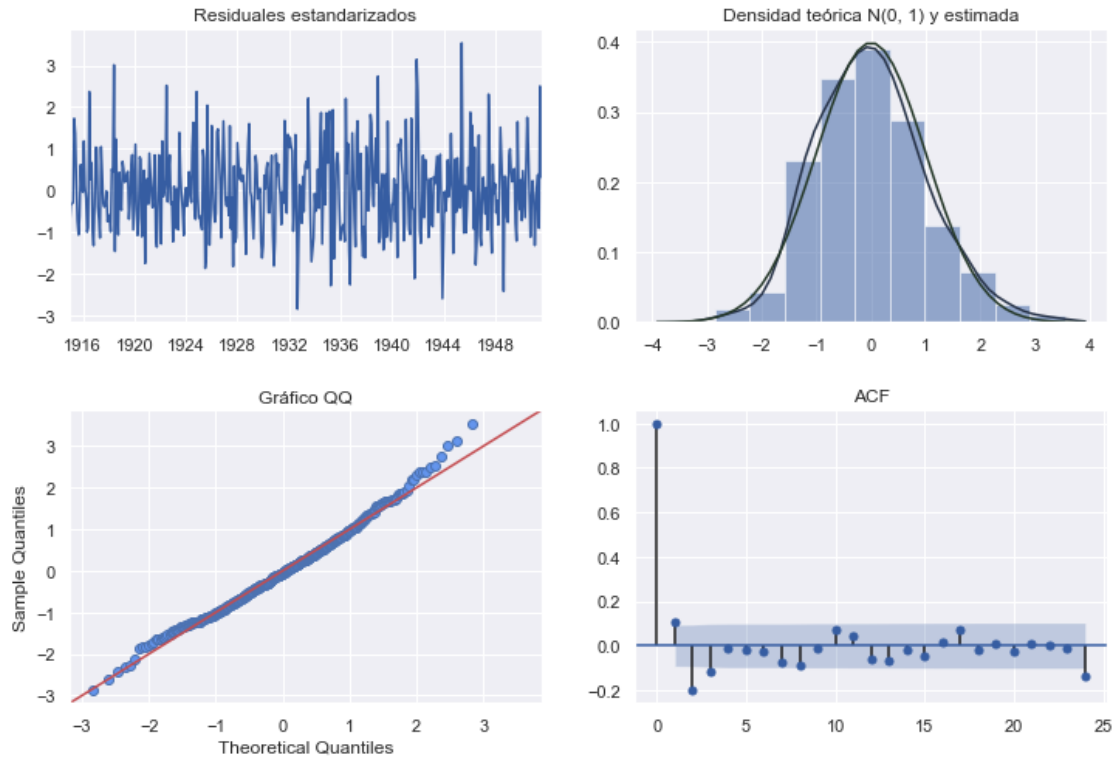 Residuales estandarizados
3
2
1
0
−1
−2
−3
1916 1920 1924 1928 1932 1936 1940 1944 1948
Densidad teórica N(0, 1) y estimada
0.4
0.3
0.2
0.1
0.0
−4 −3 −2 −1 0 1 2 3 4
Gráfico QQ
Sample Quantiles
3
2
1
0
−1
−2
−3
−3 −2 −1 0 1 2 3
Theoretical Quantiles
ACF
1.0
0.8
0.6
0.4
0.2
0.0
−0.2
0 5 10 15 20 25